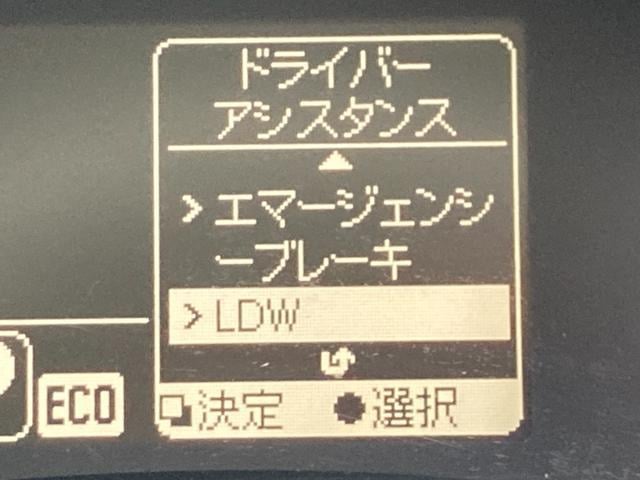 ドライバー
アシスタンス
エマージェンシ
ーブレーキ
LDW
ECO
決定 選択